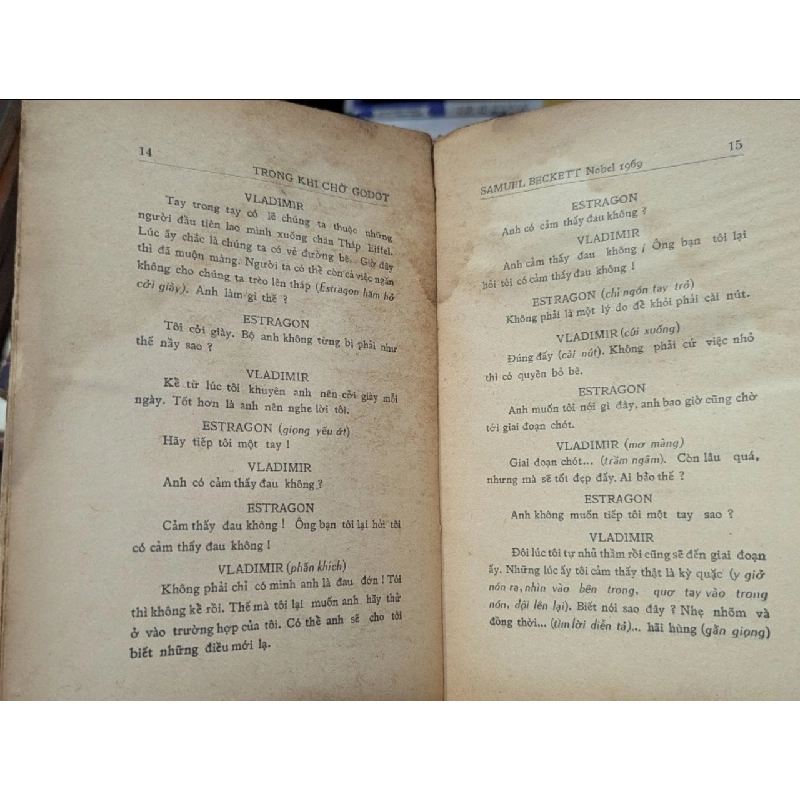 14
TRONG KHI CHỜ GODOT
VLADIMIR
Tay trong tay có lẽ chúng ta thuộc những
người đầu tiên lao mình xuống chân Tháp Eiffel.
Lúc ấy chắc là chúng ta có vẻ đường bệ. Giờ đây
thì đã muộn màng. Người ta có thể còn cả việc ngăn
không cho chúng ta trèo lên tháp (Estragon hăm hở
cởi giày). Anh làm gì thế ?
ESTRAGON
Tôi cởi giày. Bộ anh không từng bị phải như
thế nầy sao ?
VLADIMIR
Kể từ lúc tôi khuyên anh nên cởi giày mỗi
ngày. Tốt hơn là anh nên nghe lời tôi.
ESTRAGON (giọng yếu ớt)
Hãy tiếp tôi một tay !
VLADIMIR
Anh có cảm thấy đau không ?
ESTRAGON
Cảm thấy đau không ! Ông bạn tôi lại hỏi tôi
có cảm thấy đau không !
VLADIMIR (phấn khích)
Không phải chỉ có mình anh là đau đớn ! Tôi
thì không kể rồi. Thế mà tôi lại muốn anh hãy thử
ở vào trường hợp của tôi. Có thể anh sẽ cho tôi
biết những điều mới lạ.
15
SAMUEL BECKETT Nobel 1969
ESTRAGON
Anh có cảm thấy đau không ?
VLADIMIR
Anh cảm thấy đau không ! Ông bạn tôi lại
hỏi tôi có cảm thấy đau không !
ESTRAGON (chỉ ngón tay trỏ)
Không phải là một lý do để khỏi phải cài nút.
VLADIMIR (cúi xuống)
Đúng đấy (cài nút). Không phải cứ việc nhỏ
thì có quyền bỏ bê.
ESTRAGON
Anh muốn tôi nói gì đây, anh bao giờ cũng chờ
tới giai đoạn chót.
VLADIMIR (mơ màng)
Giai đoạn chót... (trầm ngâm). Còn lâu quá,
nhưng mà sẽ tốt đẹp đấy. Ai bảo thế ?
ESTRAGON
Anh không muốn tiếp tôi một tay sao ?
VLADIMIR
Đôi lúc tôi tự nhủ thầm rồi cũng sẽ đến giai đoạn
ấy. Những lúc ấy tôi cảm thấy thật là kỳ quặc (y giở
nón ra, nhìn vào bên trong, quơ tay vào trong
nón, đội lên lại). Biết nói sao đây ? Nhẹ nhõm và
đồng thời... (tìm lời diễn tả)... hãi hùng (gằn giọng)